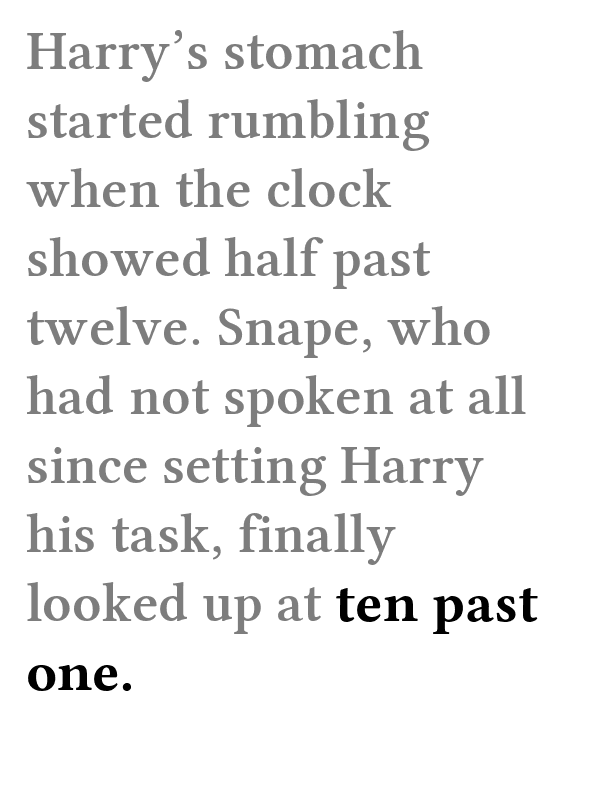 Harry’s stomach
started rumbling
when the clock
showed half past
twelve. Snape, who
had not spoken at all
since setting Harry
his task, finally
looked up at ten past
one.